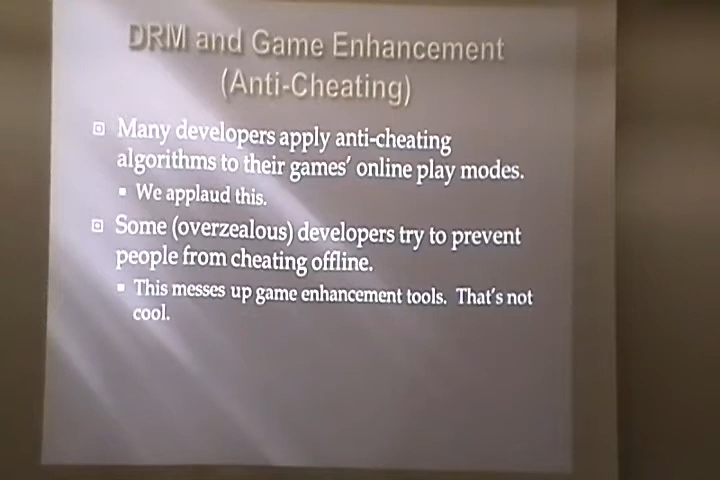 DRM and Game Enhancement
(Anti-Cheating)
Many developers apply anti-cheating
algorithms to their games' online play modes.
We applaud this.
Some (overzealous) developers try to prevent
people from cheating offline.
This messes up game enhancement tools. That's not
cool.